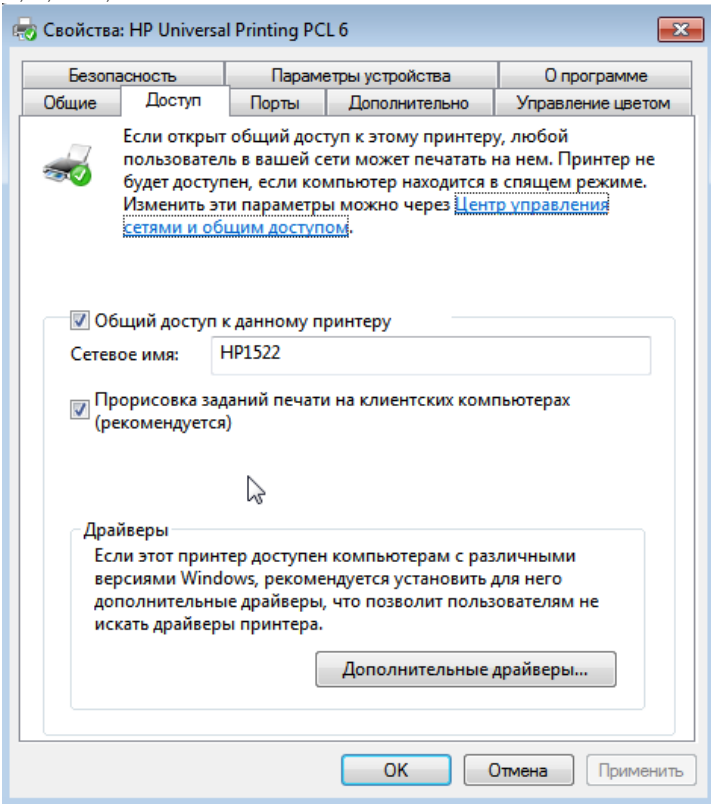 Свойства: HP Universal Printing PCL 6
Безопасность Параметры устройства О программе
Общие Доступ Порты Дополнительно Управление цветом
Если открыт общий доступ к этому принтеру, любой
пользователь в вашей сети может печатать на нем. Принтер не
будет доступен, если компьютер находится в спящем режиме.
Изменить эти параметры можно через Центр управления
сетями и общим доступом.
Общий доступ к данному принтеру
Сетевое имя: HP1522
Прорисовка заданий печати на клиентских компьютерах
(рекомендуется)
Драйверы
Если этот принтер доступен компьютерам с различными
версиями Windows, рекомендуется установить для него
дополнительные драйверы, что позволит пользователям не
искать драйверы принтера.
Дополнительные драйверы...
ОК Отмена Применить